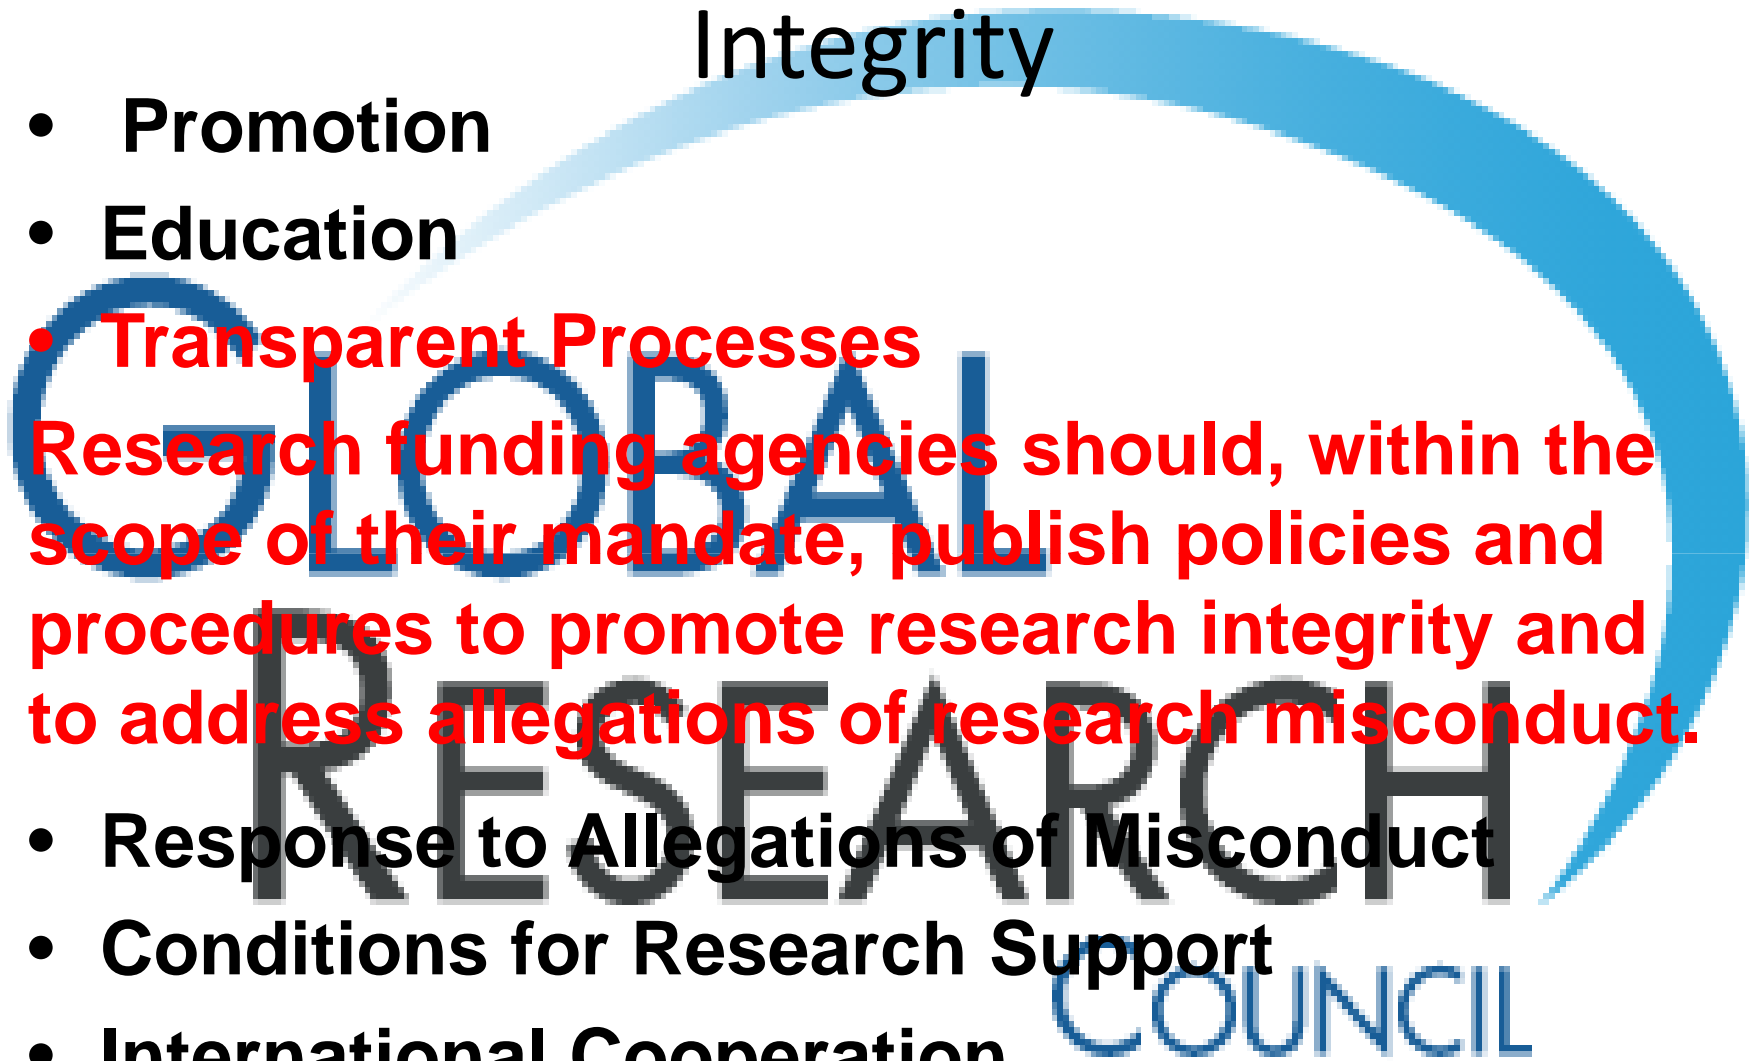 Integrity
• Promotion
• Education
• Transparent Processes
Research funding agencies should, within the
scope of their mandate, publish policies and
procedures to promote research integrity and
to address allegations of research misconduct.
• Response to Allegations of Misconduct
• Conditions for Research Support
• International Cooperation
GLOBAL
RESEARCH
COUNCIL